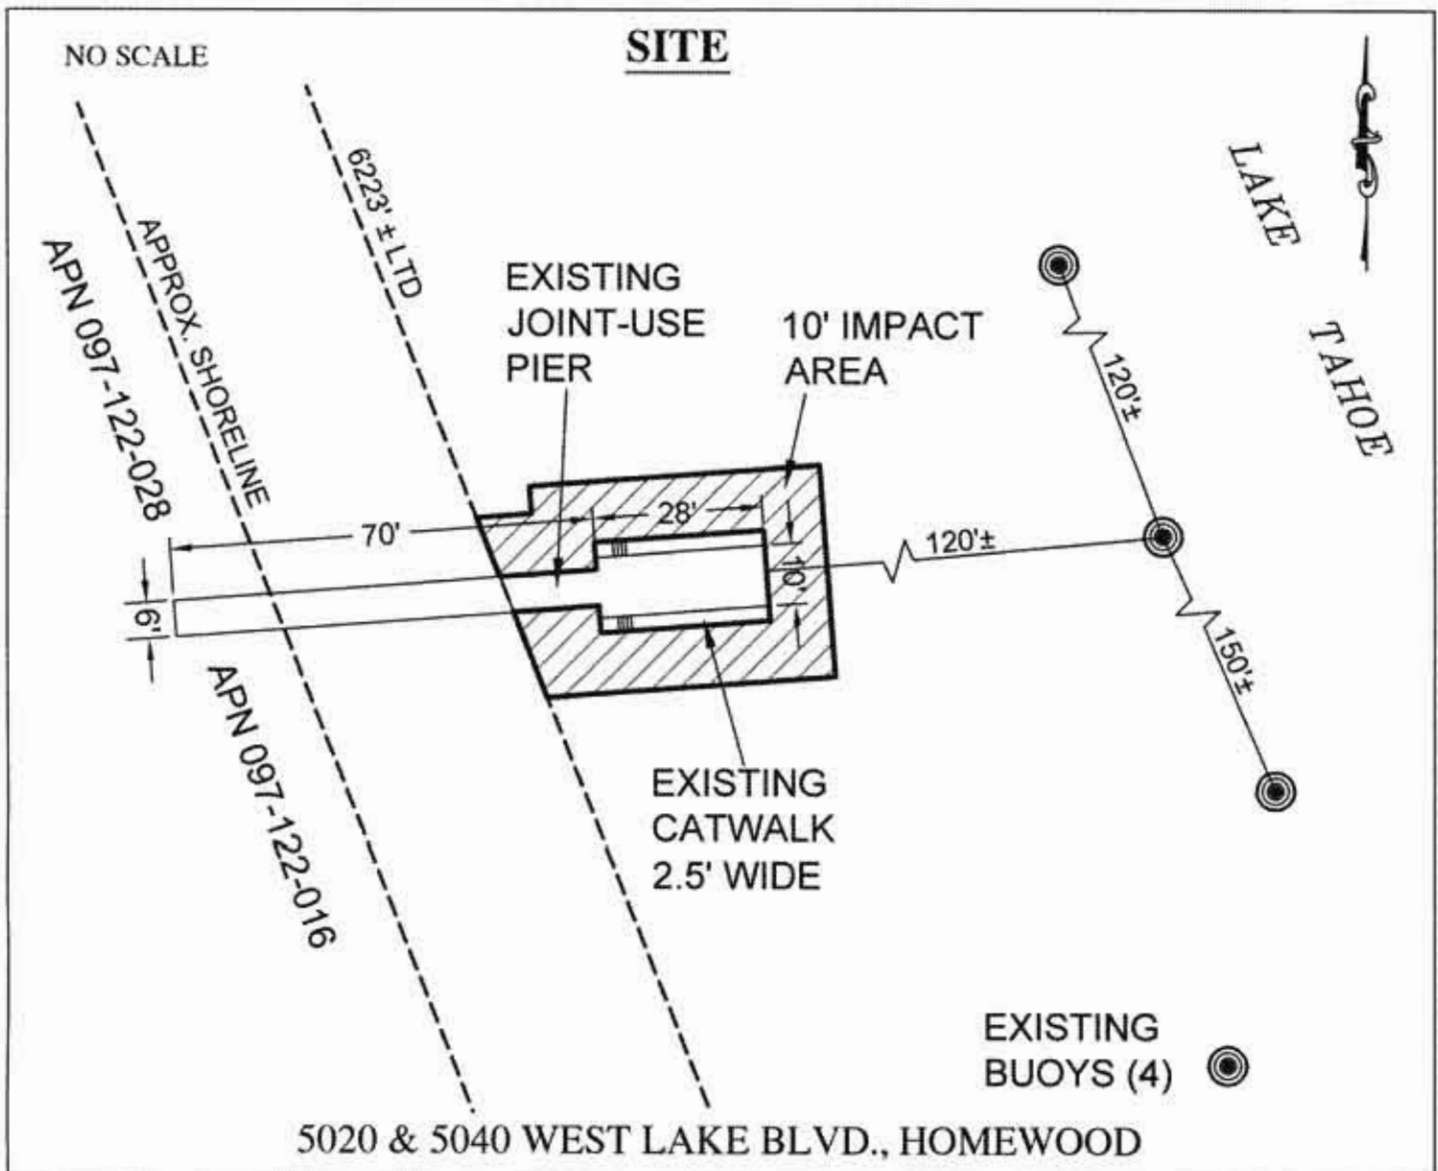 NO SCALE
SITE
LAKE
TAHOE
6223' ± LTD
APPROX. SHORELINE
APN 097-122-028
EXISTING
JOINT-USE
PIER
10' IMPACT
AREA
120'±
70'
28'
120'±
10'
6'
150'±
APN 097-122-016
EXISTING
CATWALK
2.5' WIDE
EXISTING
BUOYS (4)
5020 & 5040 WEST LAKE BLVD., HOMEWOOD